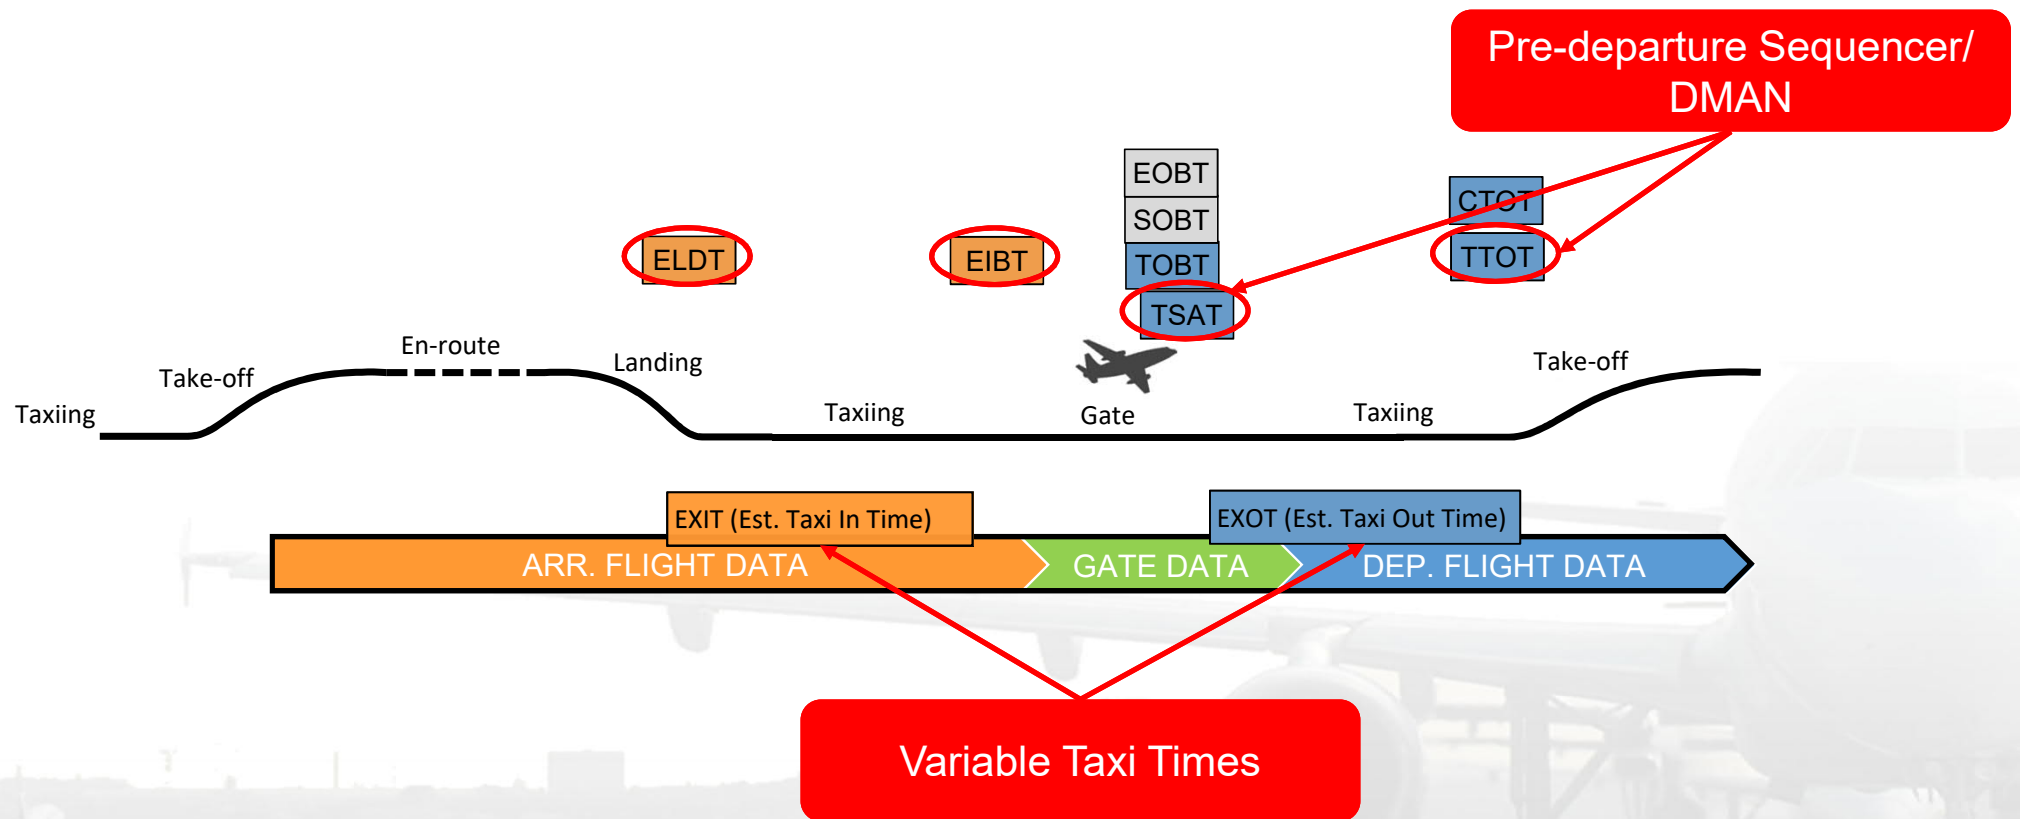 Pre-departure Sequencer/
DMAN
EOBT
SOBT
CTOT
ELDT
EIBT
TOBT
TTOT
TSAT
En-route
Take-off
Landing
Take-off
Taxiing
Taxiing
Gate
Taxiing
EXIT (Est. Taxi In Time)
EXOT (Est. Taxi Out Time)
ARR. FLIGHT DATA
GATE DATA
DEP. FLIGHT DATA
Variable Taxi Times